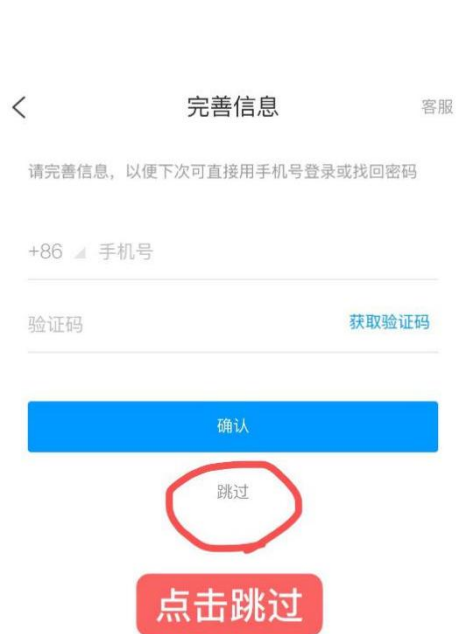 完善信息
客服
请完善信息，以便下次可直接用手机号登录或找回密码
+86 手机号
验证码
获取验证码
确认
跳过
点击跳过